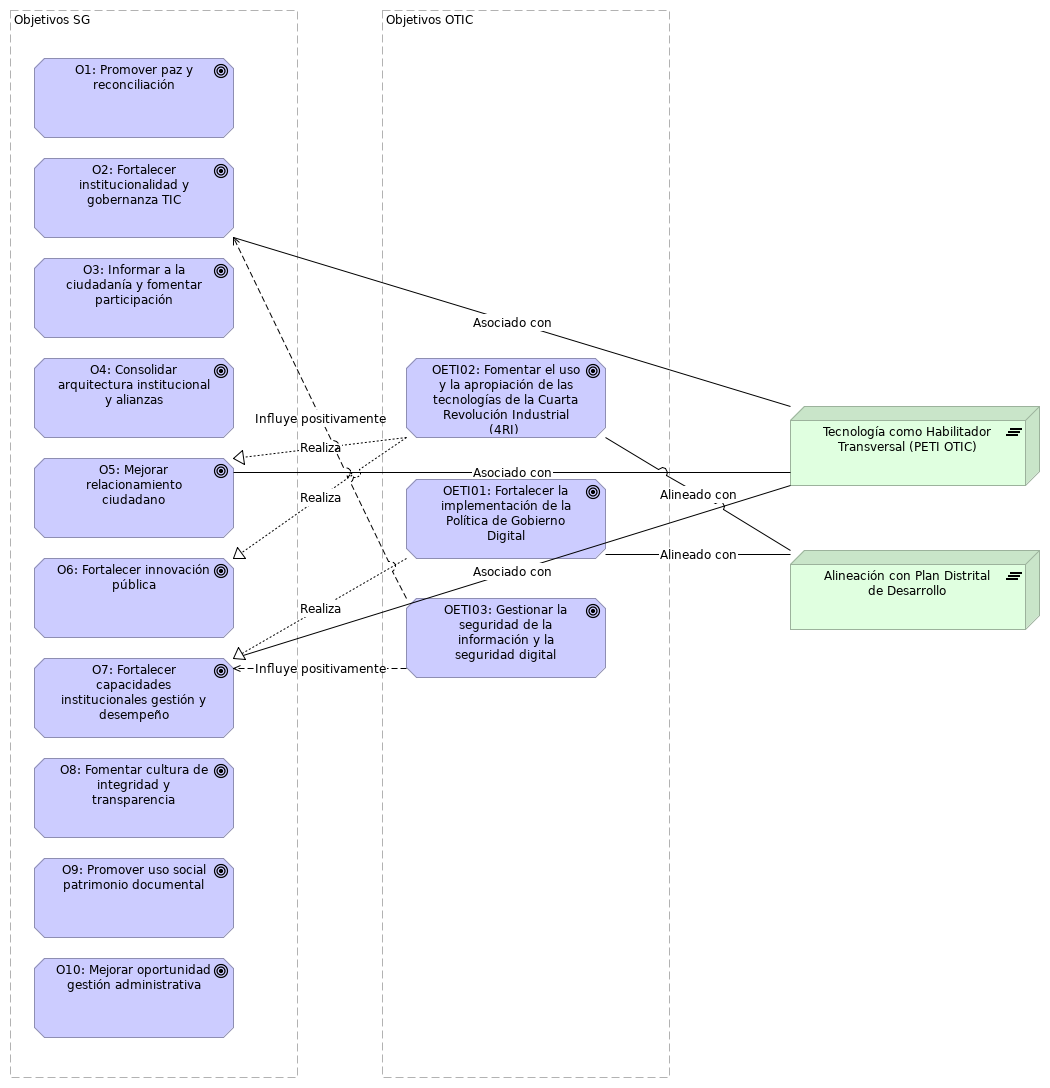 Objetivos SG
O1: Promover paz y
reconciliación
O2: Fortalecer
institucionalidad y
gobernanza TIC
O3: Informar a la
ciudadanía y fomentar
participación
O4: Consolidar
arquitectura institucional
y alianzas
O5: Mejorar
relacionamiento
ciudadano
O6: Fortalecer innovación
pública
O7: Fortalecer
capacidades
institucionales gestión y
desempeño
O8: Fomentar cultura de
integridad y
transparencia
O9: Promover uso social
patrimonio documental
O10: Mejorar oportunidad
gestión administrativa
Influye positivamente
Realiza
Realiza
Realiza
Influye positivamente
Objetivos OTIC
Asociado con
OETI02: Fomentar el uso
y la apropiación de las
tecnologías de la Cuarta
Revolución Industrial
(4RI)
Asociado con
OETI01: Fortalecer la
implementación de la
Política de Gobierno
Digital
Asociado con
OETI03: Gestionar la
seguridad de la
información y la
seguridad digital
Alineado con
Alineado con
Tecnología como Habilitador
Transversal (PETI OTIC)
Alineación con Plan Distrital
de Desarrollo